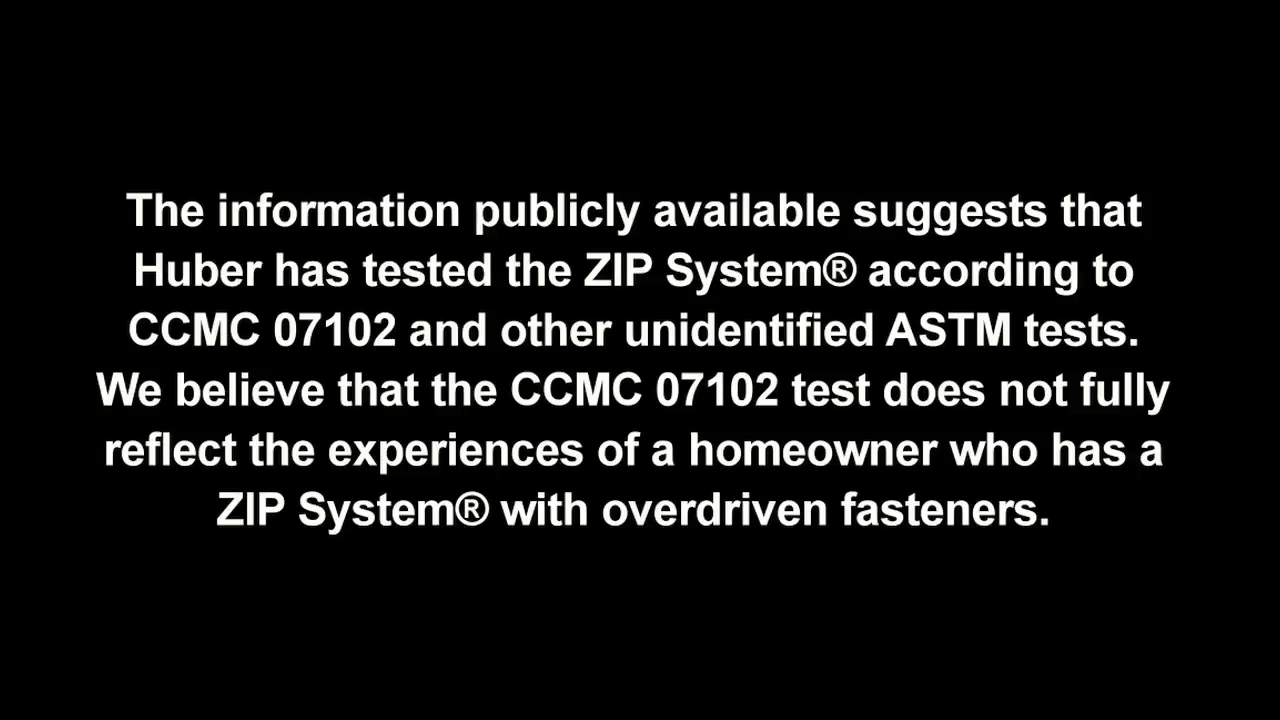 The information publicly available suggests that
Huber has tested the ZIP System® according to
CCMC 07102 and other unidentified ASTM tests.
We believe that the CCMC 07102 test does not fully
reflect the experiences of a homeowner who has a
ZIP System® with overdriven fasteners.